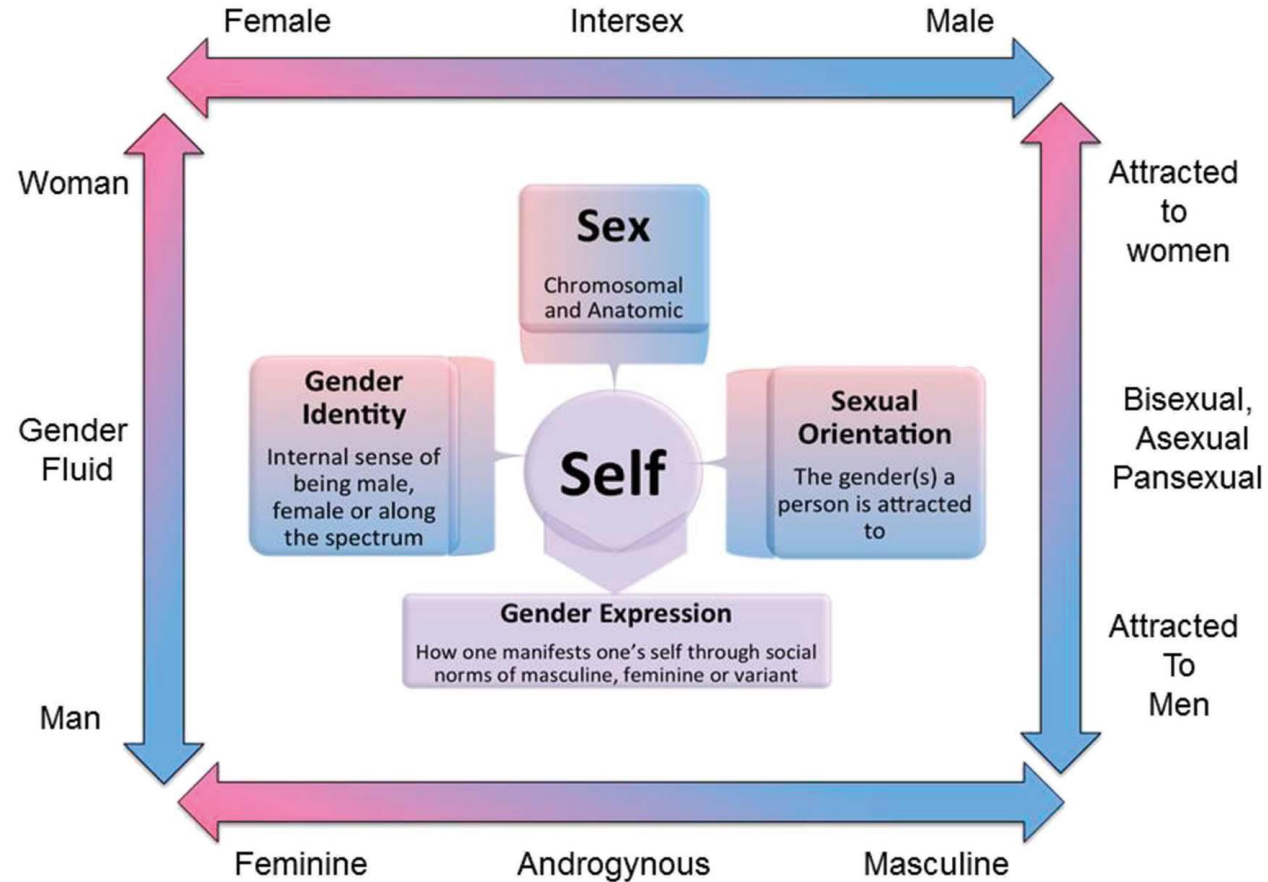 Female
Intersex
Male
Woman
Gender
Fluid
Man
Sex
Chromosomal
and Anatomic
Gender
Identity
Internal sense of
being male,
female or along
the spectrum
Self
Sexual
Orientation
The gender(s) a
person is attracted
to
Gender Expression
How one manifests one's self through social
norms of masculine, feminine or variant
Attracted
to
women
Bisexual,
Asexual
Pansexual
Attracted
To
Men
Feminine
Androgynous
Masculine